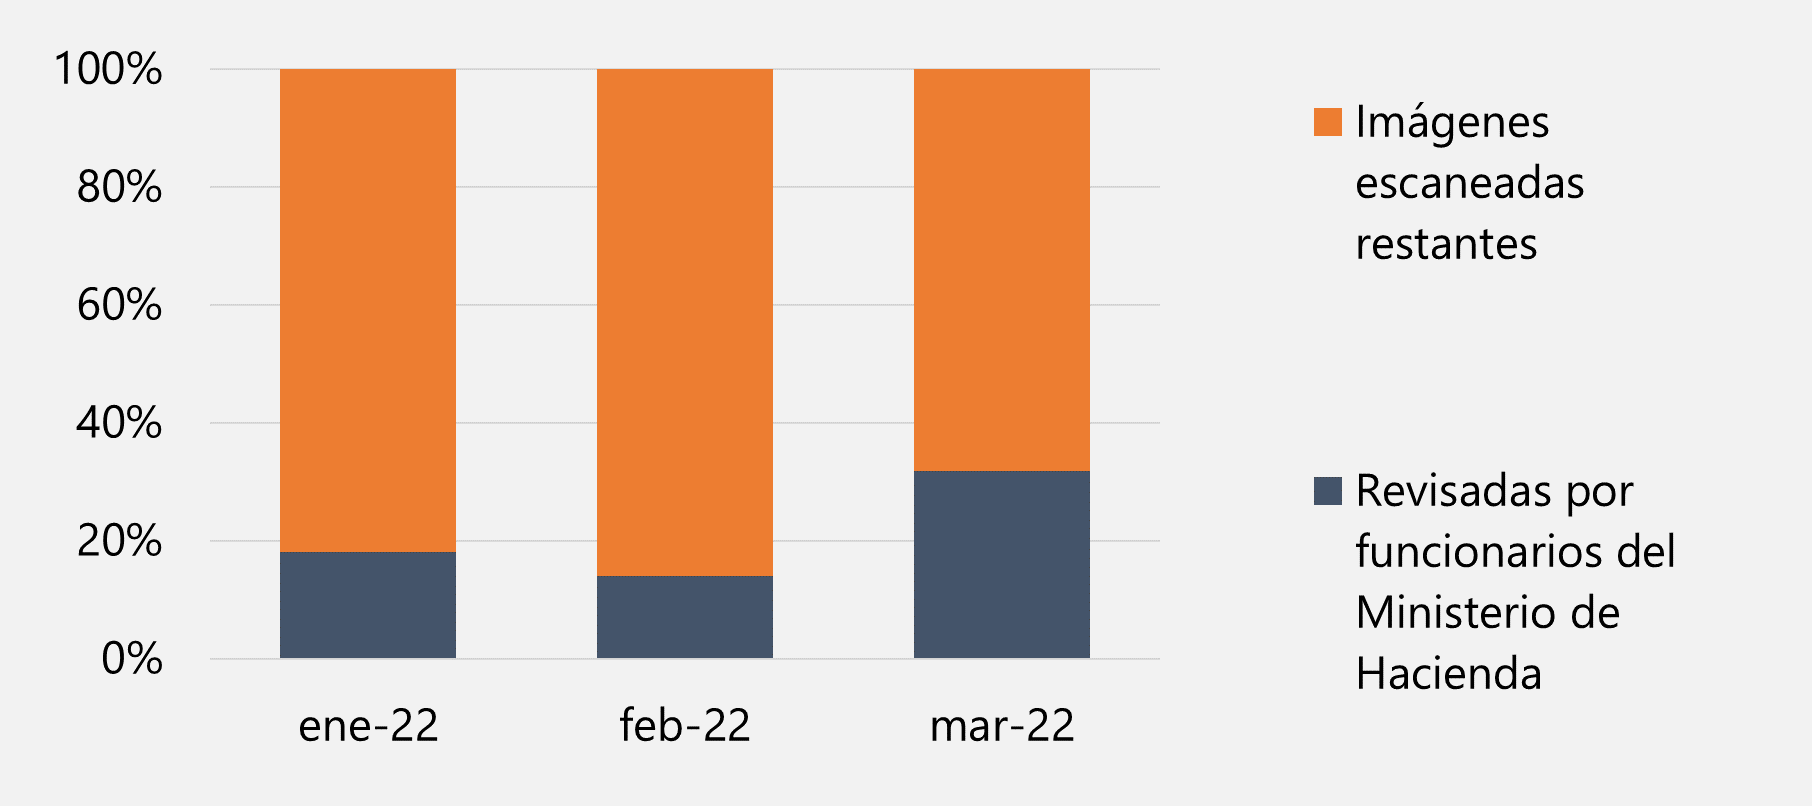 100%
80%
60%
40%
20%
0%
ene-22
feb-22
mar-22
Imágenes
escaneadas
restantes
Revisadas por
funcionarios del
Ministerio de
Hacienda